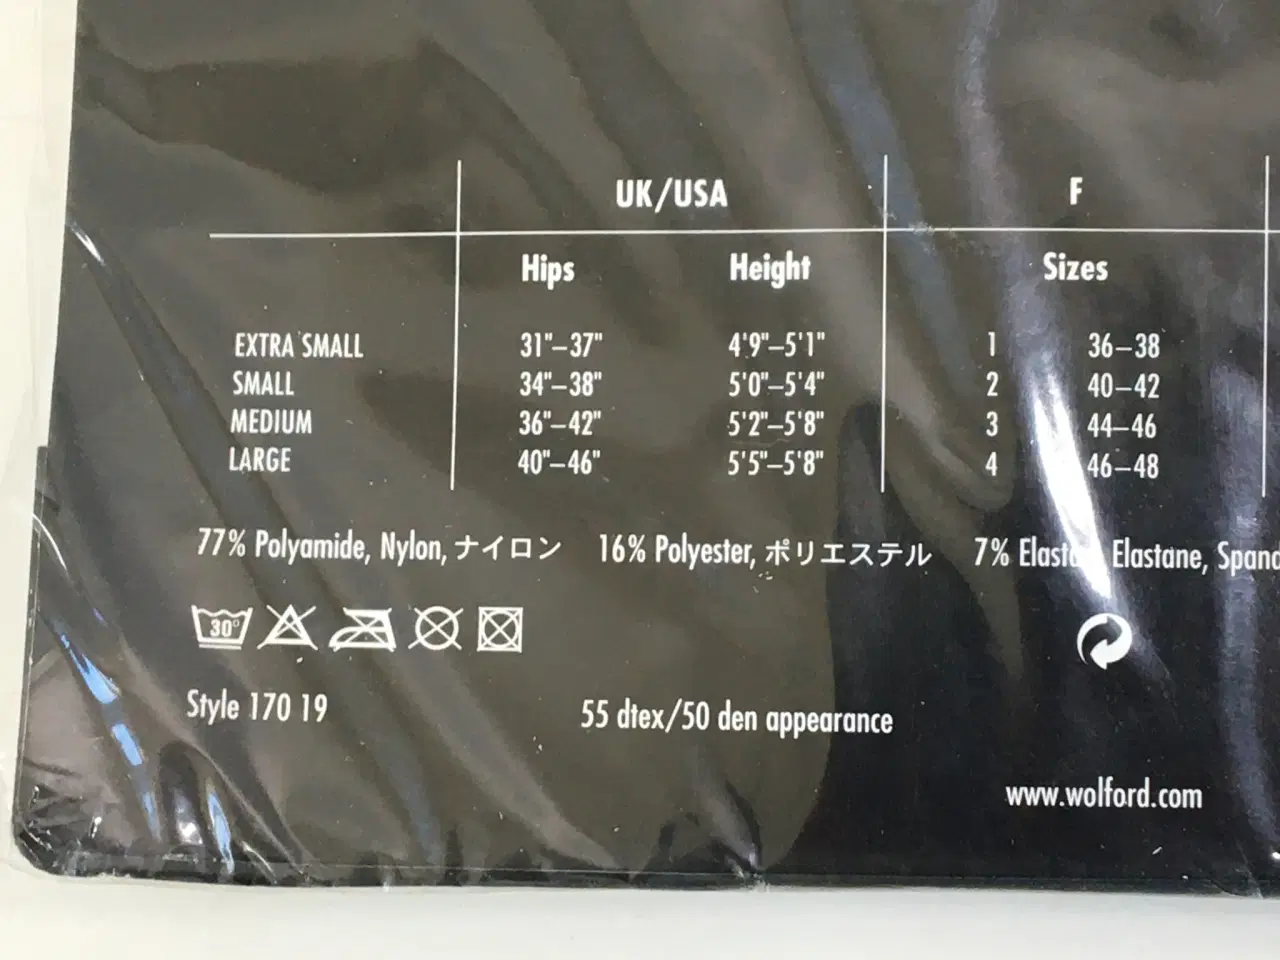 UK/USA F
Hips Height Sizes
EXTRA SMALL 31"–37" 4'9"–5'1" 1 36–38
SMALL 34"–38" 5'0"–5'4" 2 40–42
MEDIUM 36"–42" 5'2"–5'8" 3 44–46
LARGE 40"–46" 5'5"–5'8" 4 46–48
77% Polyamide, Nylon, ナイロン 16% Polyester, ポリエステル 7% Elastane,
30°
Style 170 19 55 dtex/50 den appearance
www.wolford.com